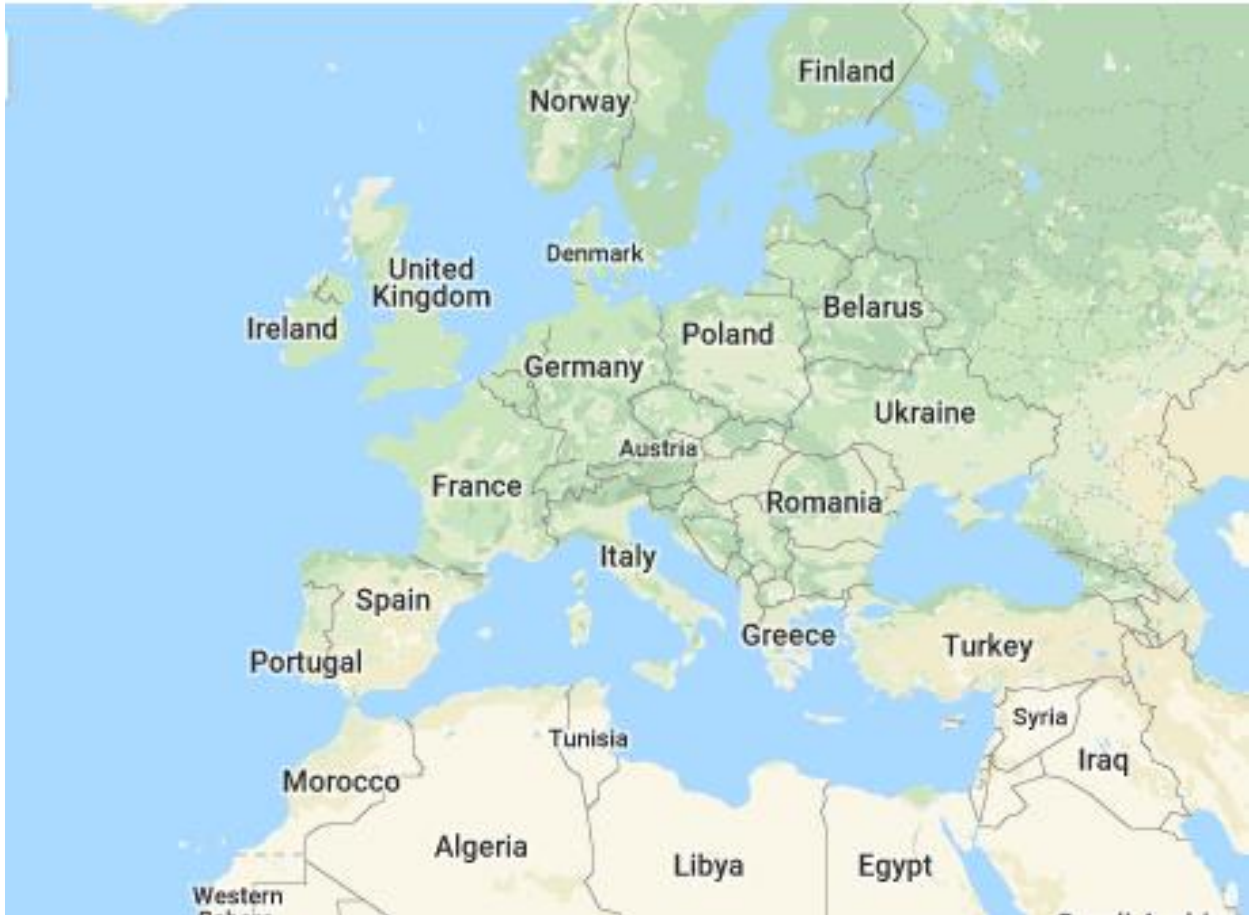 Finland
Norway
Denmark
United
Kingdom
Ireland
Belarus
Poland
Germany
Ukraine
Austria
France
Romania
Italy
Spain
Greece
Turkey
Portugal
Syria
Tunisia
Iraq
Morocco
Algeria
Libya
Egypt
Western